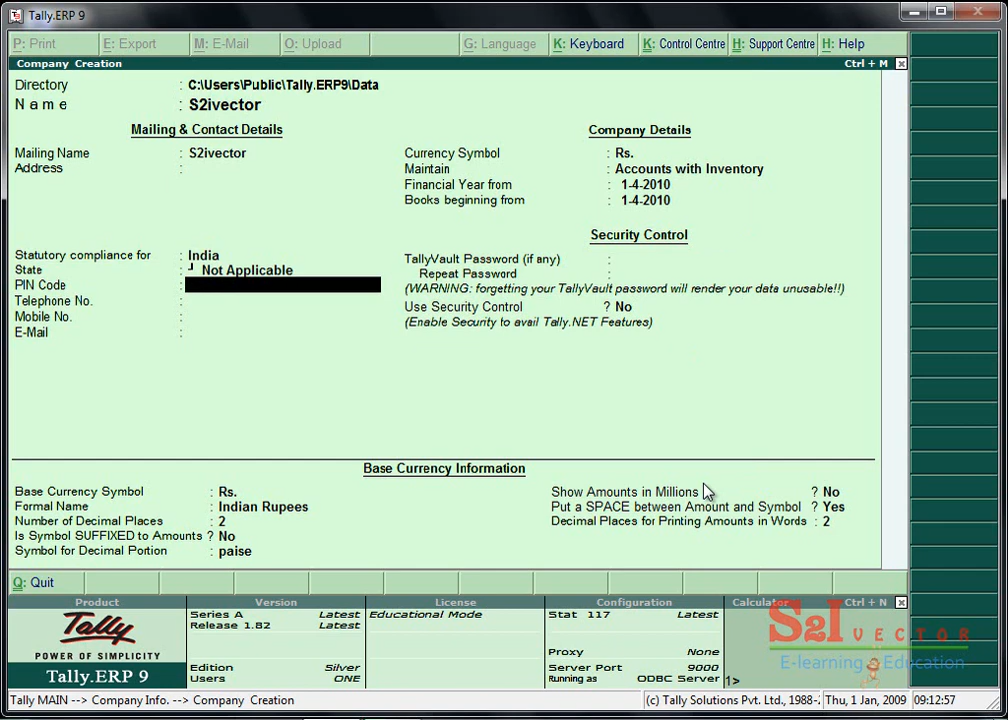 Tally.ERP 9
P: Print E: Export M: E-Mail O: Upload G: Language K: Keyboard K: Control Centre H: Support Centre H: Help
Company Creation Ctrl + M
Directory : C:\Users\Public\Tally.ERP9\Data
Name : S2ivector
Mailing & Contact Details Company Details
Mailing Name : S2ivector Currency Symbol : Rs.
Address : Maintain : Accounts with Inventory
Financial Year from : 1-4-2010
Books beginning from : 1-4-2010
Security Control
Statutory compliance for : India TallyVault Password (if any) :
State : Not Applicable Repeat Password :
PIN Code (WARNING: forgetting your TallyVault password will render your data unusable!!)
Telephone No. : Use Security Control ? No
Mobile No. : (Enable Security to avail Tally.NET Features)
E-Mail :
Base Currency Information
Base Currency Symbol : Rs. Show Amounts in Millions ? No
Formal Name : Indian Rupees Put a SPACE between Amount and Symbol ? Yes
Number of Decimal Places : 2 Decimal Places for Printing Amounts in Words : 2
Is Symbol SUFFIXED to Amounts ? No
Symbol for Decimal Portion : paise
Q: Quit
Product Version License Configuration Calculator Ctrl + N
Tally Series A Latest Educational Mode Stat 117 Latest
Release 1.82 Latest
POWER OF SIMPLICITY Proxy None
Tally.ERP 9 Edition Silver Server Port 9000
Users ONE Running as ODBC Server
1>
S2I VECTOR
E-learning Education
Tally MAIN --> Company Info. --> Company Creation (c) Tally Solutions Pvt. Ltd., 1988-2 Thu, 1 Jan, 2009 09:12:57